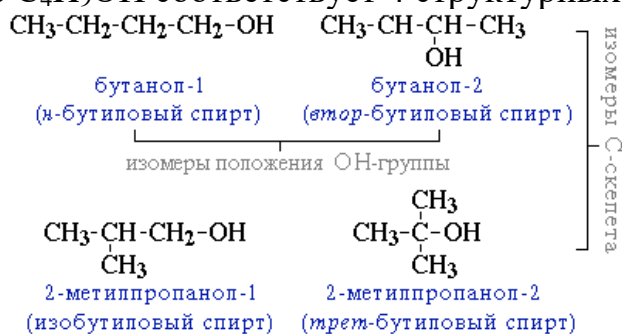 C₄H₉OH соответствует 4 структурных
CH₃-CH₂-CH₂-CH₂-OH CH₃-CH-CH-CH₃
OH
бутанол-1 бутанол-2
(н-бутиловый спирт) (втор-бутиловый спирт)
изомеры положения OH-группы
изомеры C-скелета
CH₃
CH₃-CH-CH₂-OH CH₃-C-OH
CH₃ CH₃
2-метилпропанол-1 2-метилпропанол-2
(изобутиловый спирт) (трет-бутиловый спирт)